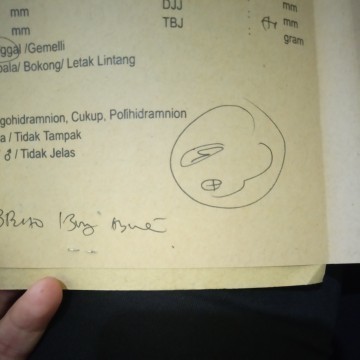 mm DJJ : mm
mm TBJ : gram
ggal /Gemelli
pala/ Bokong/ Letak Lintang
gohidramnion, Cukup, Polihidramnion
a / Tidak Tampak
♂ / Tidak Jelas